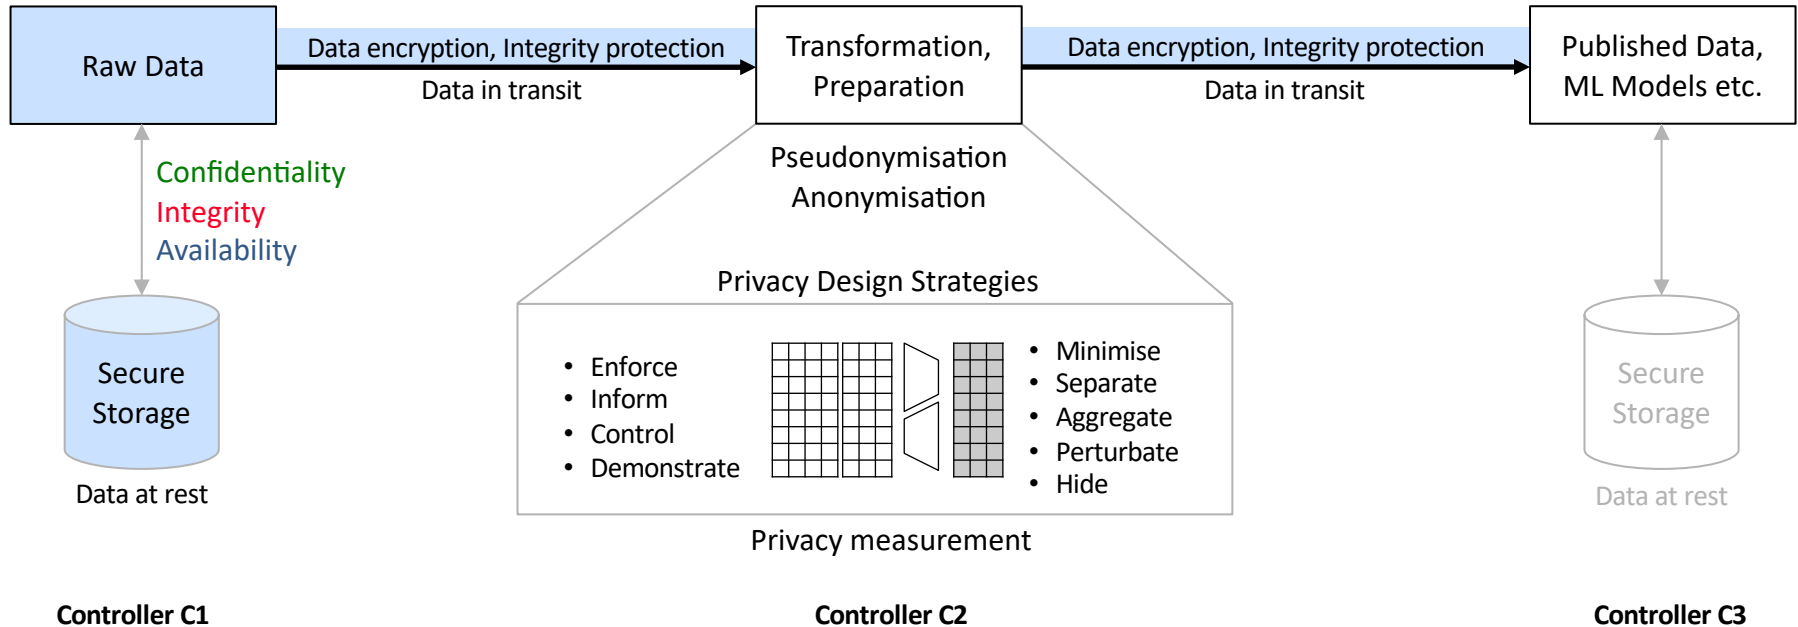 Raw Data
Data encryption, Integrity protection
Data in transit
Transformation,
Preparation
Data encryption, Integrity protection
Data in transit
Published Data,
ML Models etc.
Confidentiality
Integrity
Availability
Pseudonymisation
Anonymisation
Privacy Design Strategies
• Enforce
• Inform
• Control
• Demonstrate
• Minimise
• Separate
• Aggregate
• Perturbate
• Hide
Secure
Storage
Data at rest
Secure
Storage
Data at rest
Privacy measurement
Controller C1
Controller C2
Controller C3